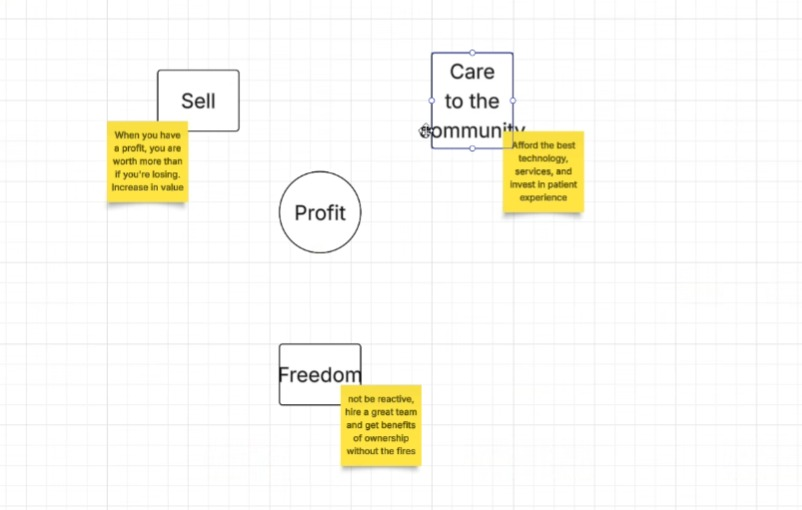 Sell
When you have
a profit, you are
worth more than
if you're losing.
Increase in value
Care
to the
community
Afford the best
technology,
services, and
invest in patient
experience
Profit
Freedom
not be reactive,
hire a great team
and get benefits
of ownership
without the fires